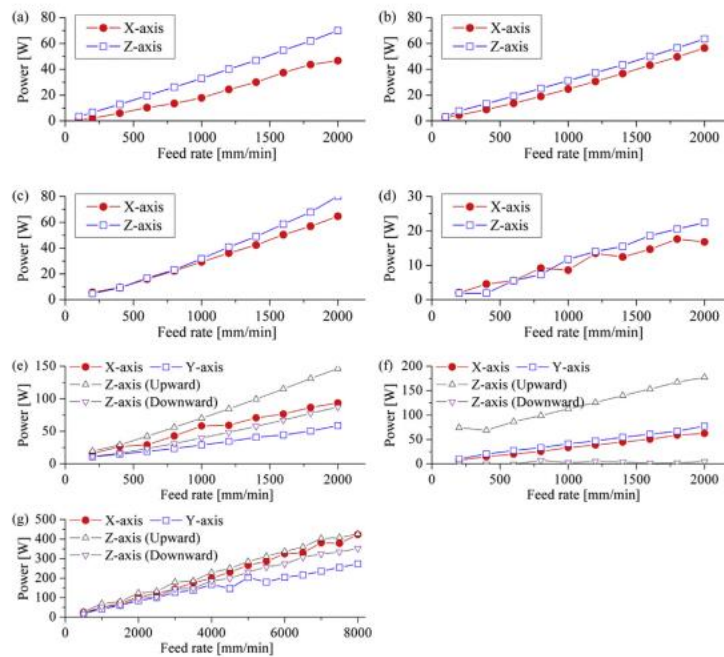 (a)
80
60
40
20
0
Power [W]
X-axis
Z-axis
0 500 1000 1500 2000
Feed rate [mm/min]
(b)
80
60
40
20
0
Power [W]
X-axis
Z-axis
0 500 1000 1500 2000
Feed rate [mm/min]
(c)
80
60
40
20
0
Power [W]
X-axis
Z-axis
0 500 1000 1500 2000
Feed rate [mm/min]
(d)
30
20
10
0
Power [W]
X-axis
Z-axis
0 500 1000 1500 2000
Feed rate [mm/min]
(e)
150
100
50
0
Power [W]
X-axis Y-axis
Z-axis (Upward)
Z-axis (Downward)
0 500 1000 1500 2000
Feed rate [mm/min]
(f)
200
150
100
50
0
Power [W]
X-axis Y-axis
Z-axis (Upward)
Z-axis (Downward)
0 500 1000 1500 2000
Feed rate [mm/min]
(g)
500
400
300
200
100
0
Power [W]
X-axis Y-axis
Z-axis (Upward)
Z-axis (Downward)
0 2000 4000 6000 8000
Feed rate [mm/min]